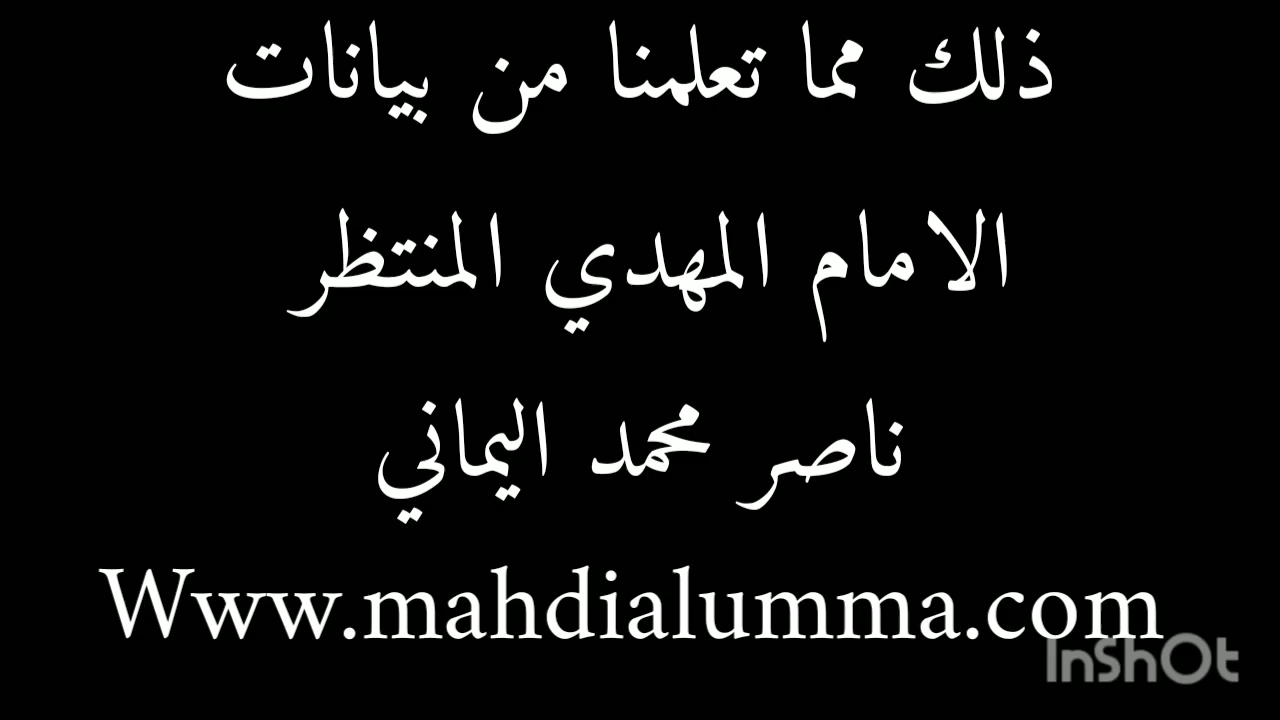 ذلك مما تعلمنا من بيانات
الامام المهدي المنتظر
ناصر محمد اليماني
Www.mahdialumma.com
InShOt